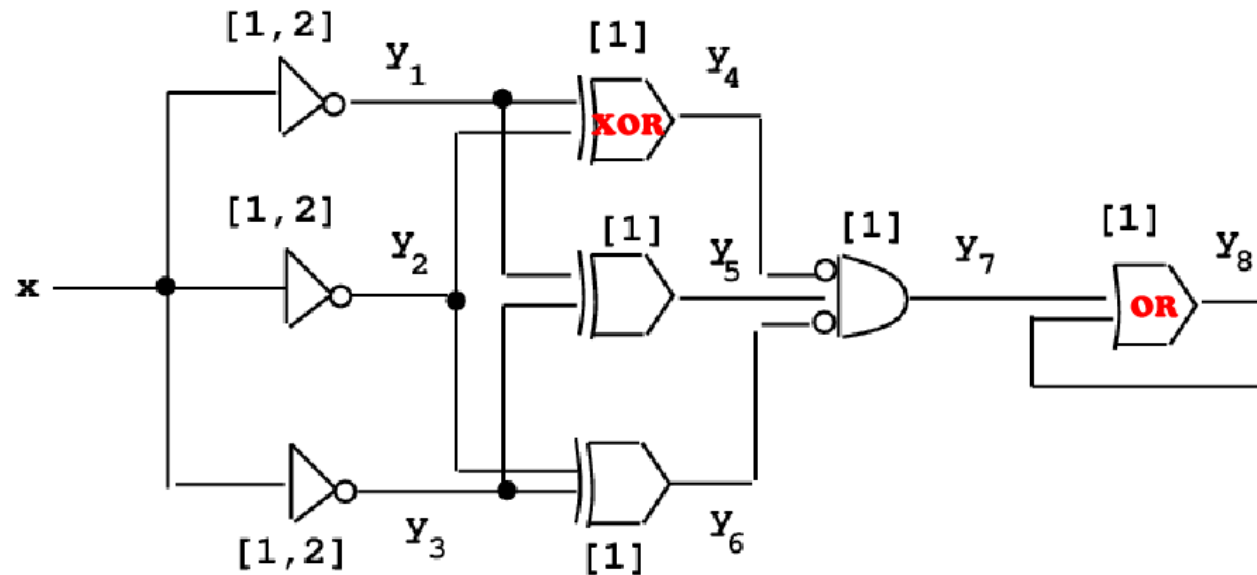 [1,2]
y1
[1]
y4
XOR
[1,2]
y2
[1]
y5
[1]
y7
[1]
y8
x
OR
[1,2]
y3
[1]
y6